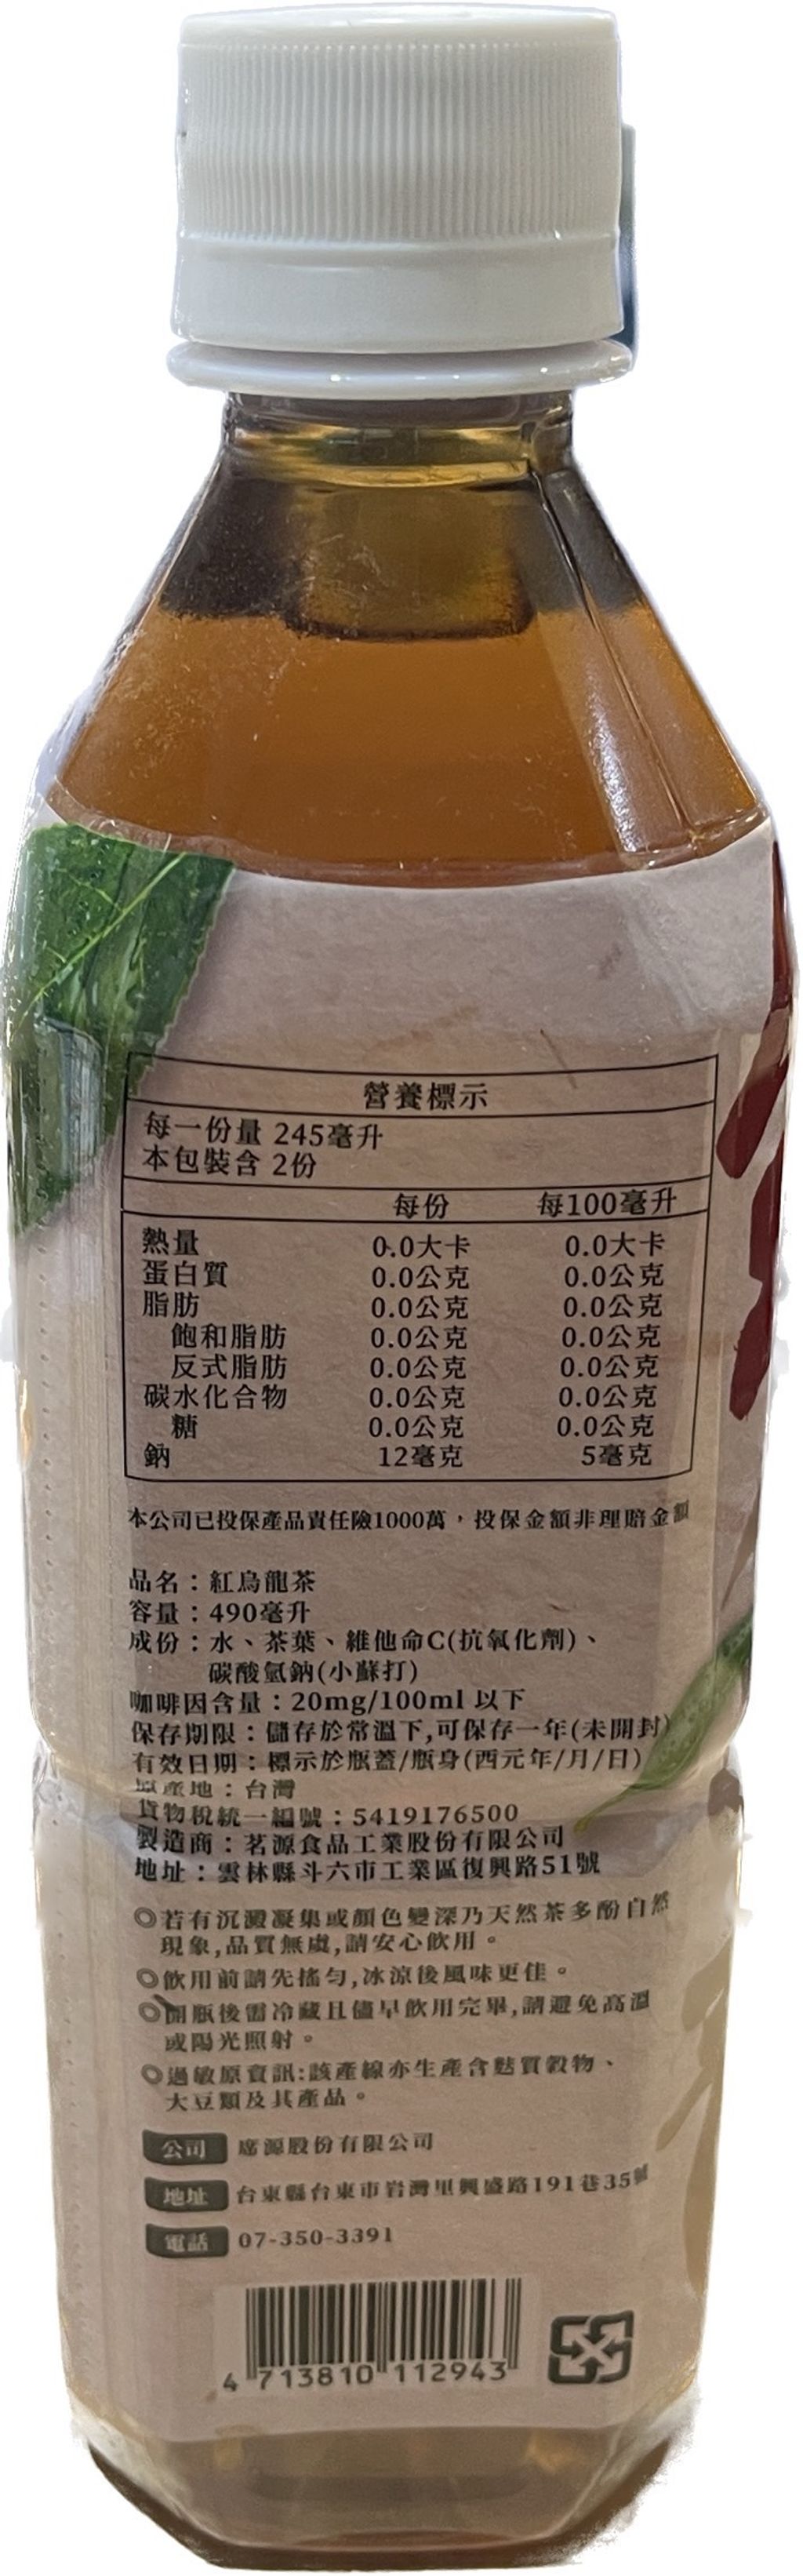 營養標示
每一份量 245毫升
本包裝含 2份
每份 每100毫升
熱量 0.0大卡 0.0大卡
蛋白質 0.0公克 0.0公克
脂肪 0.0公克 0.0公克
飽和脂肪 0.0公克 0.0公克
反式脂肪 0.0公克 0.0公克
碳水化合物 0.0公克 0.0公克
糖 0.0公克 0.0公克
鈉 12毫克 5毫克
本公司已投保產品責任險1000萬，投保金額非理賠金額
品名：紅烏龍茶
容量：490毫升
成份：水、茶葉、維他命C(抗氧化劑)、
碳酸氫鈉(小蘇打)
咖啡因含量：20mg/100ml 以下
保存期限：儲存於常溫下,可保存一年(未開封)
有效日期：標示於瓶蓋/瓶身(西元年/月/日)
原產地：台灣
貨物稅統一編號：5419176500
製造商：茗源食品工業股份有限公司
地址：雲林縣斗六市工業區復興路51號
◎若有沉澱凝集或顏色變深乃天然茶多酚自然
現象,品質無虞,請安心飲用。
◎飲用前請先搖勻,冰涼後風味更佳。
◎開瓶後需冷藏且儘早飲用完畢,請避免高溫
或陽光照射。
◎過敏原資訊:該產線亦生產含麩質穀物、
大豆類及其產品。
公司 席源股份有限公司
地址 台東縣台東市岩灣里興盛路191巷35號
電話 07-350-3391
4 713810 112943